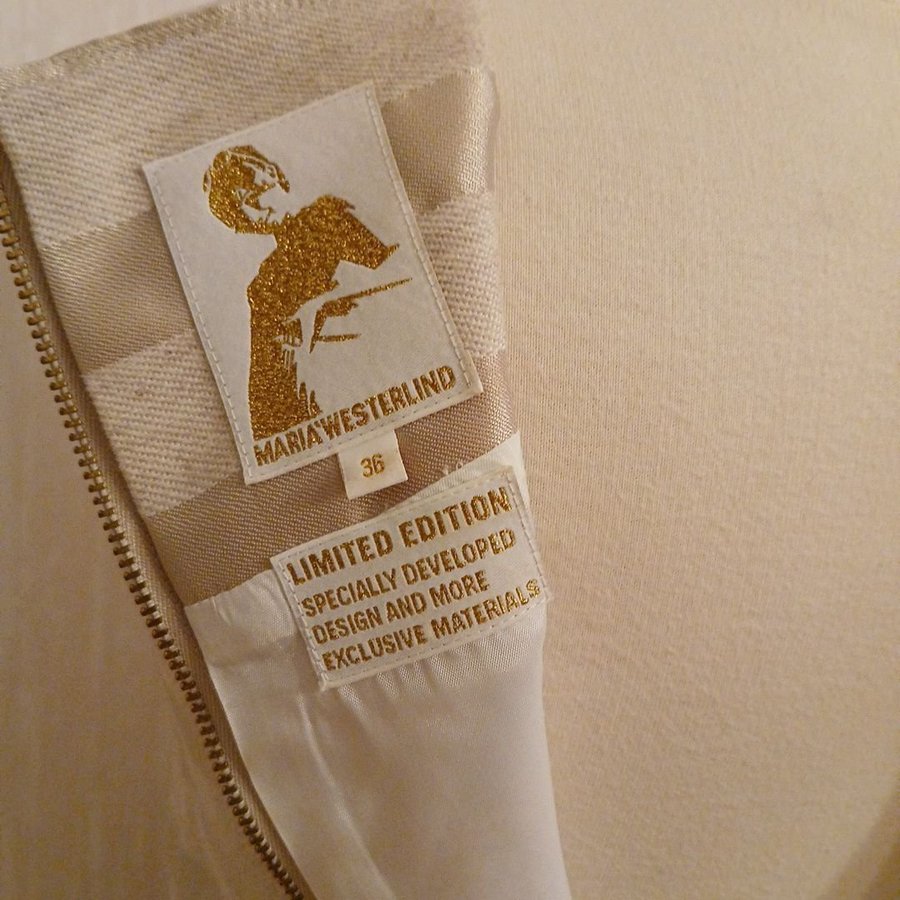 MARIA WESTERLIND
36
LIMITED EDITION
SPECIALLY DEVELOPED
DESIGN AND MORE
EXCLUSIVE MATERIALS